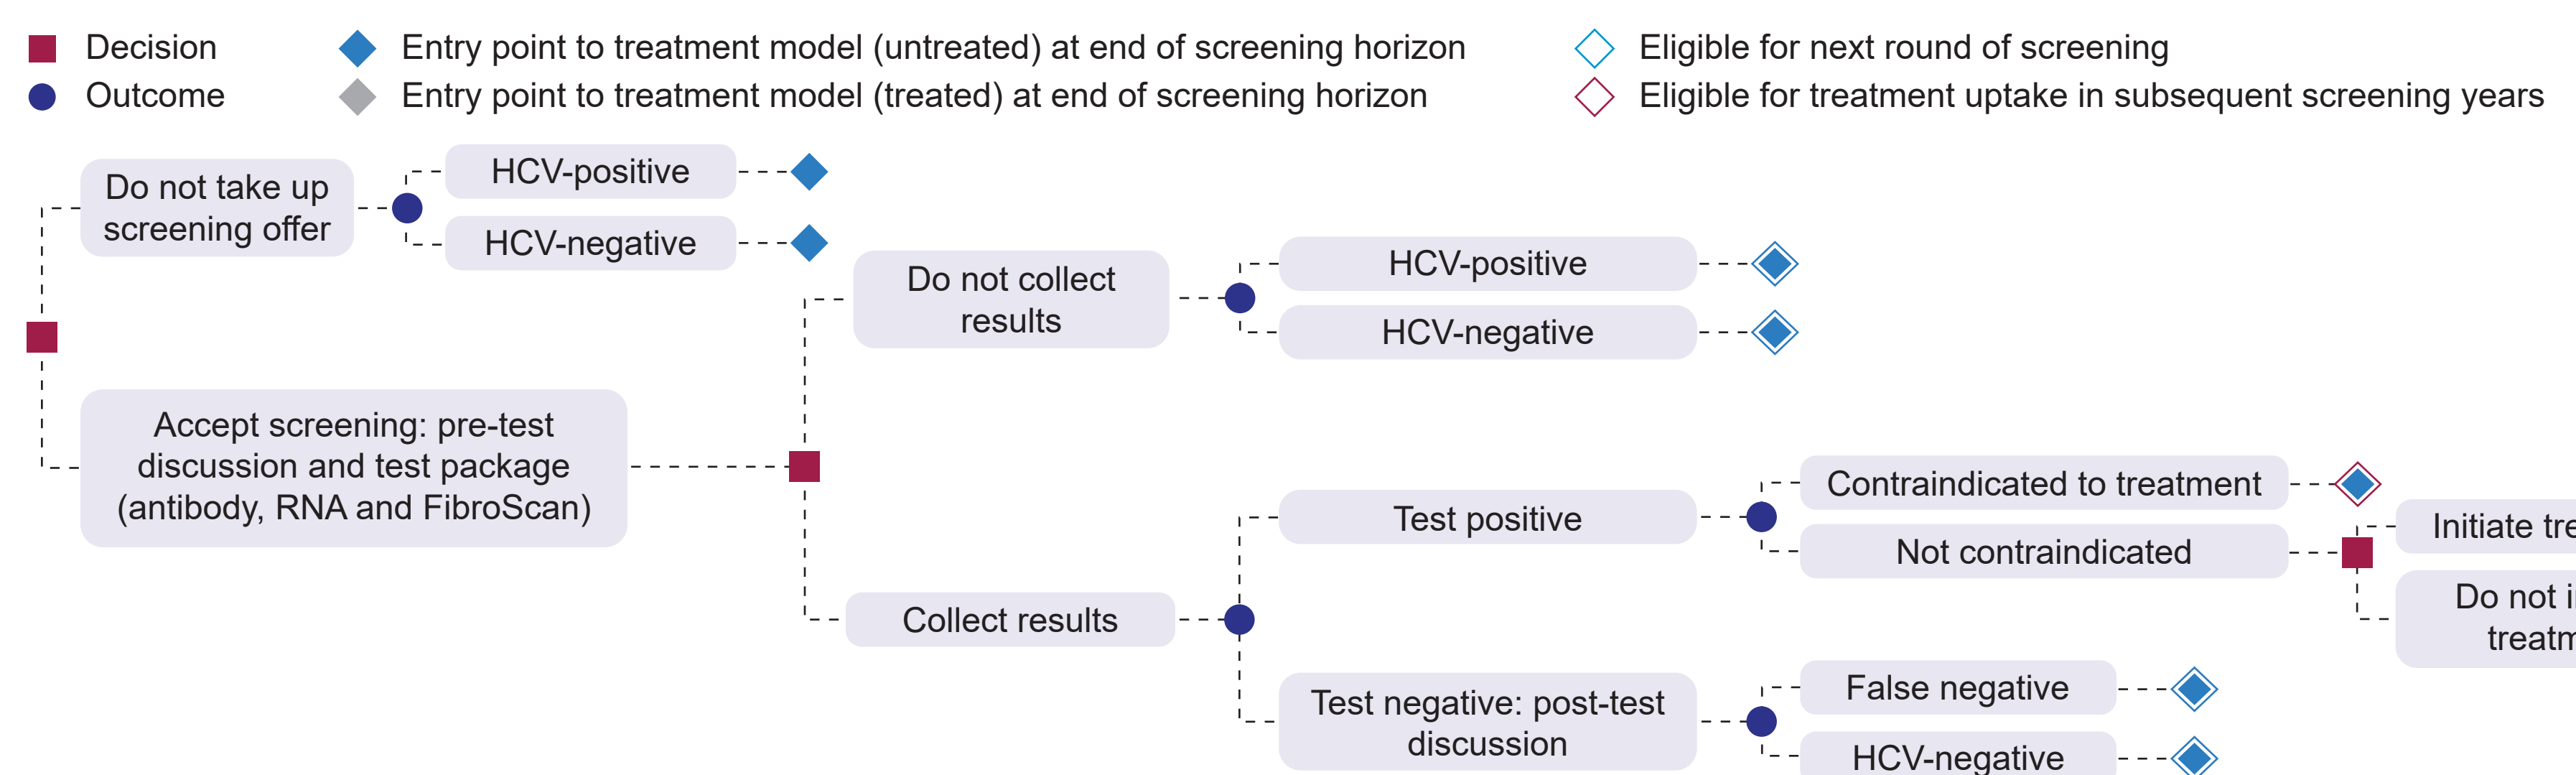 Decision
Outcome
Entry point to treatment model (untreated) at end of screening horizon
Entry point to treatment model (treated) at end of screening horizon
Eligible for next round of screening
Eligible for treatment uptake in subsequent screening years
Do not take up
screening offer
HCV-positive
HCV-negative
Do not collect
results
HCV-positive
HCV-negative
Accept screening: pre-test
discussion and test package
(antibody, RNA and FibroScan)
Collect results
Test positive
Contraindicated to treatment
Not contraindicated
Initiate
Do not
Test negative: post-test
discussion
False negative
HCV-negative